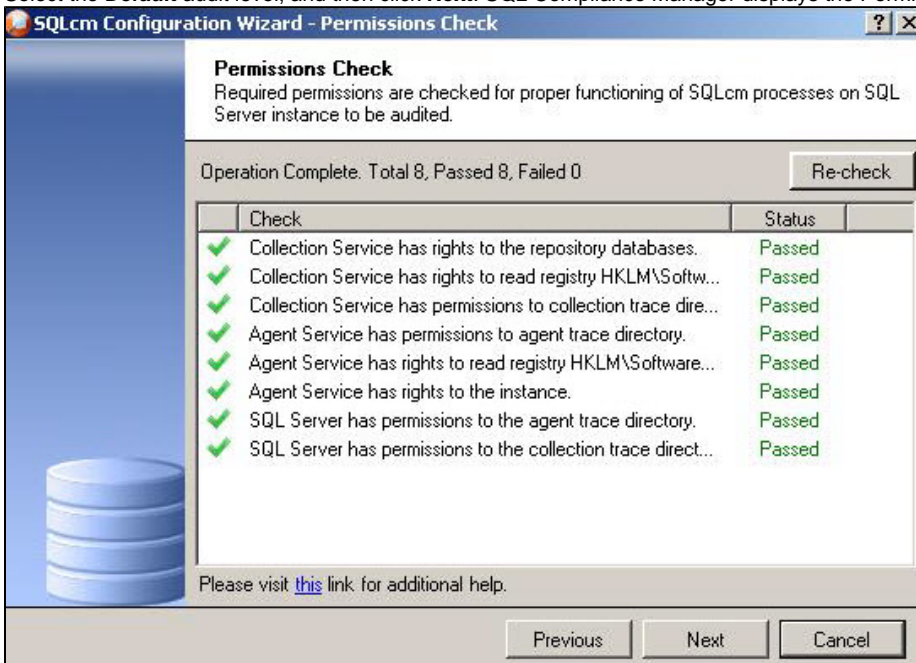 SQLcm Configuration Wizard - Permissions Check
Permissions Check
Required permissions are checked for proper functioning of SQLcm processes on SQL
Server instance to be audited.
Operation Complete. Total 8, Passed 8, Failed 0
Re-check
Check Status
Collection Service has rights to the repository databases. Passed
Collection Service has rights to read registry HKLM\Softw... Passed
Collection Service has permissions to collection trace dire... Passed
Agent Service has permissions to agent trace directory. Passed
Agent Service has rights to read registry HKLM\Software... Passed
Agent Service has rights to the instance. Passed
SQL Server has permissions to the agent trace directory. Passed
SQL Server has permissions to the collection trace direct... Passed
Please visit this link for additional help.
Previous Next Cancel